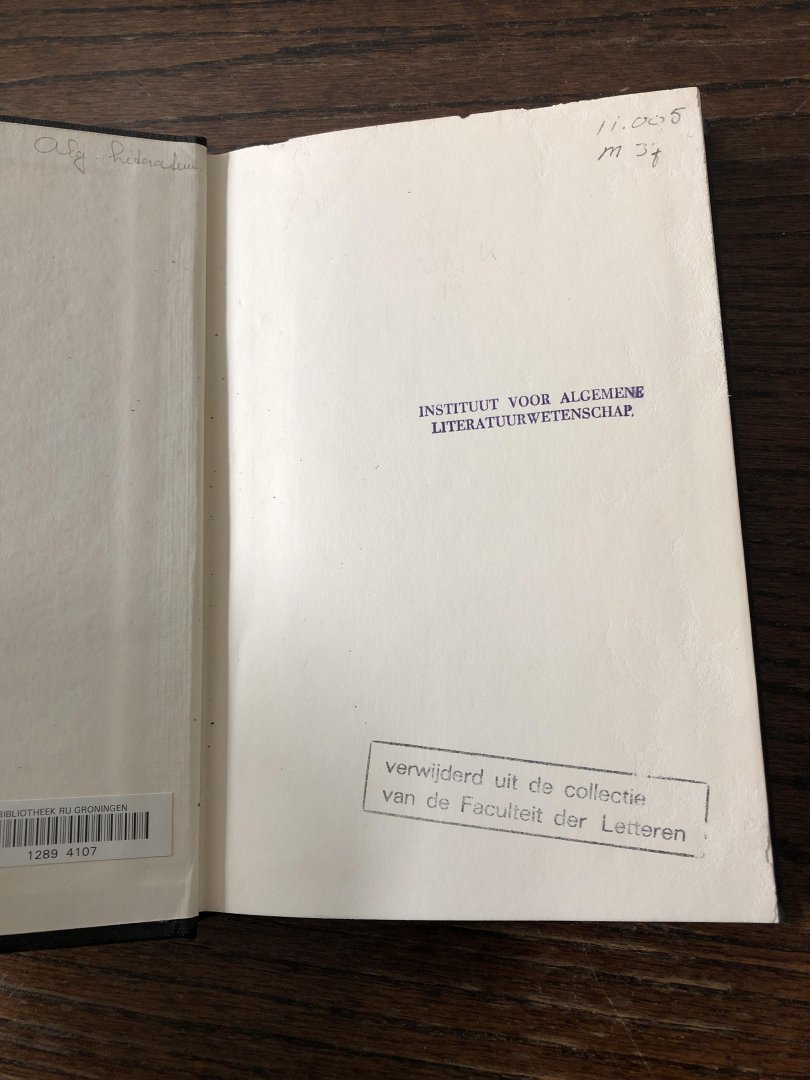 Alg.
11.005
INSTITUUT VOOR ALGEMENE
LITERATUURWETENSCHAP.
verwijderd uit de collectie
van de Faculteit der Letteren
BIBLIOTHEEK RU GRONINGEN
1289 4107